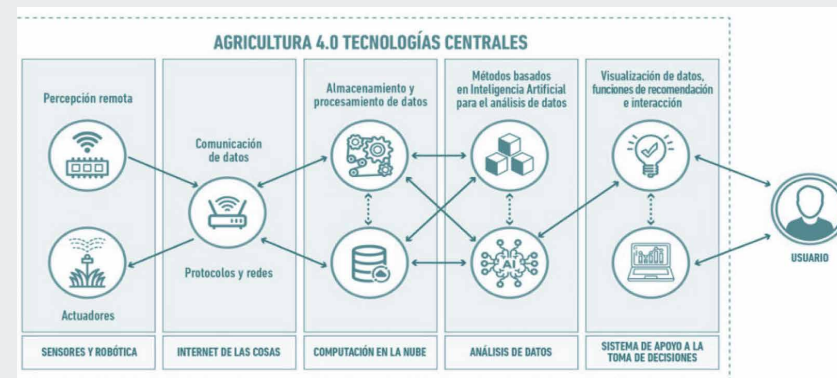 AGRICULTURA 4.0 TECNOLOGÍAS CENTRALES
Percepción remota
Actuadores
SENSORES Y ROBÓTICA
Comunicación
de datos
Protocolos y redes
INTERNET DE LAS COSAS
Almacenamiento y
procesamiento de datos
COMPUTACIÓN EN LA NUBE
Métodos basados
en Inteligencia Artificial
para el análisis de datos
AI
ANÁLISIS DE DATOS
Visualización de datos,
funciones de recomendación
e interacción
SISTEMA DE APOYO A LA
TOMA DE DECISIONES
USUARIO